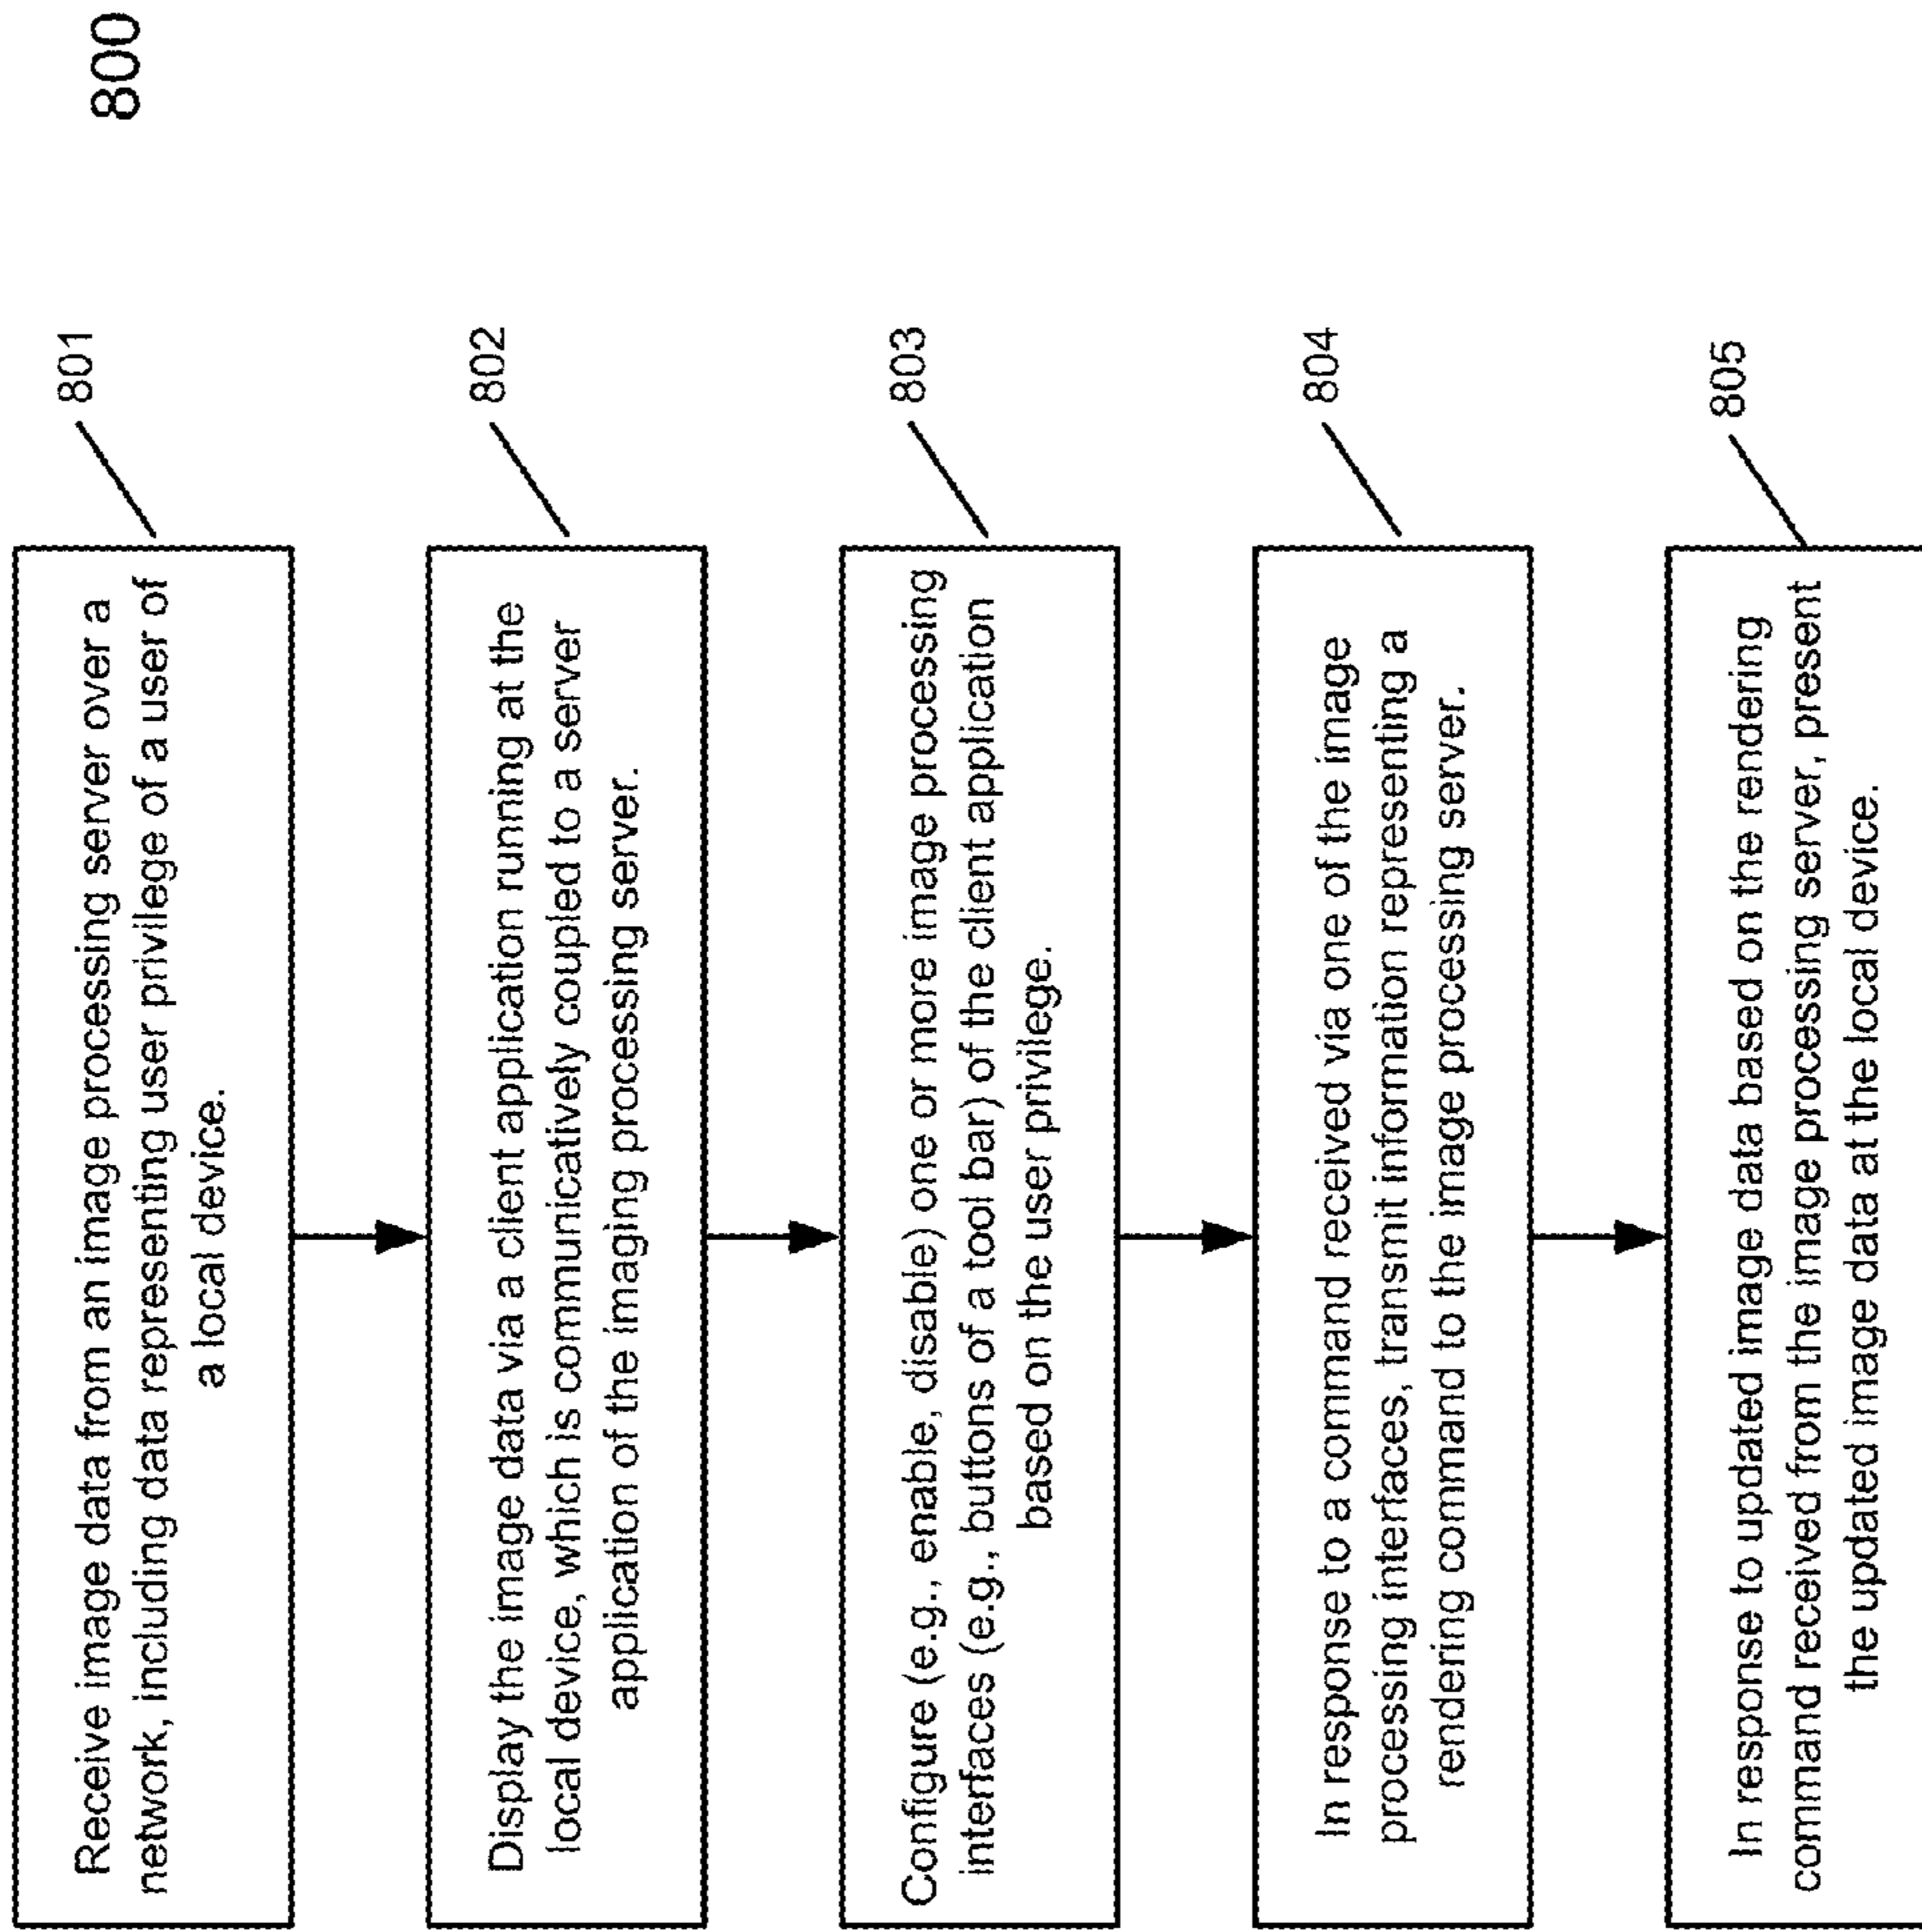 800
Receive image data from an image processing server over a
network, including data representing user privilege of a user of
a local device.
801
Display the image data via a client application running at the
local device, which is communicatively coupled to a server
application of the imaging processing server.
802
Configure (e.g., enable, disable) one or more image processing
interfaces (e.g., buttons of a tool bar) of the client application
based on the user privilege.
803
In response to a command received via one of the image
processing interfaces, transmit information representing a
rendering command to the image processing server.
804
In response to updated image data based on the rendering
command received from the image processing server, present
the updated image data at the local device.
805